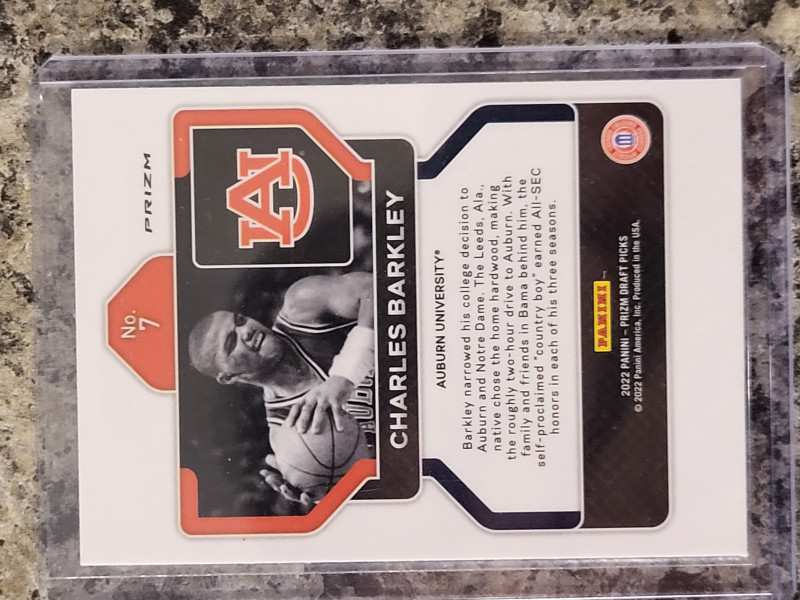 PRIZM
No.
7
AU
AUBU
CHARLES BARKLEY
AUBURN UNIVERSITY®
Barkley narrowed his college decision to
Auburn and Notre Dame. The Leeds, Ala.,
native chose the home hardwood, making
the roughly two-hour drive to Auburn. With
family and friends in Bama behind him, the
self-proclaimed "country boy" earned All-SEC
honors in each of his three seasons.
PANINI
2022 PANINI – PRIZM DRAFT PICKS
© 2022 Panini America, Inc. Produced in the USA.